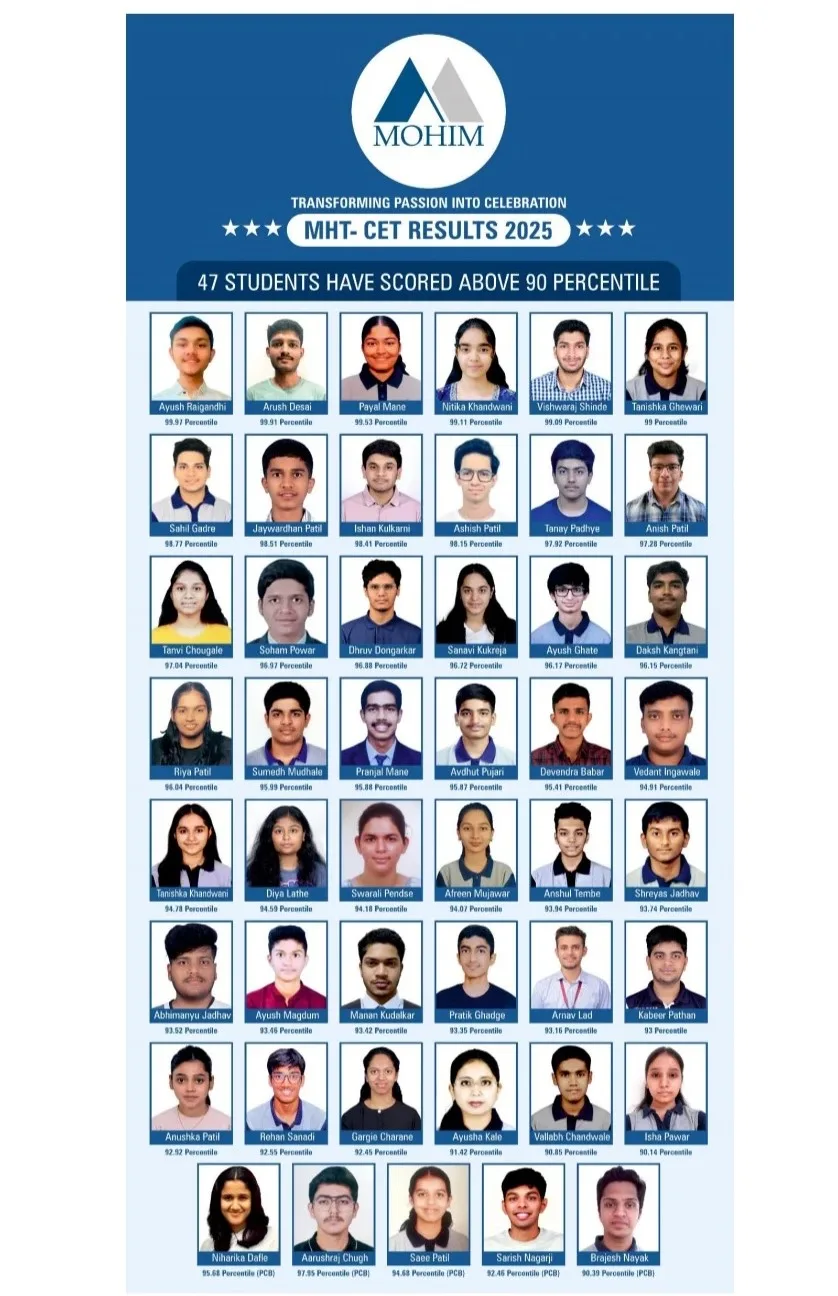 MOHIM
TRANSFORMING PASSION INTO CELEBRATION
MHT- CET RESULTS 2025
47 STUDENTS HAVE SCORED ABOVE 90 PERCENTILE
Ayush Raigandhi Arush Desai Payal Mane Nitika Khandwani Vishwaraj Shinde Tanishka Ghewari
99.97 Percentile 99.91 Percentile 99.53 Percentile 99.11 Percentile 99.09 Percentile 99 Percentile
Sahil Gadre Jaywardhan Patil Ishan Kulkarni Ashish Patil Tanay Padhye Anish Patil
98.77 Percentile 98.51 Percentile 98.41 Percentile 98.15 Percentile 97.92 Percentile 97.28 Percentile
Tanvi Chougale Soham Powar Dhruv Dongarkar Sanavi Kukreja Ayush Ghate Daksh Kangtani
97.04 Percentile 96.97 Percentile 96.88 Percentile 96.72 Percentile 96.17 Percentile 96.15 Percentile
Riya Patil Sumedh Mudhale Pranjal Mane Avdhut Pujari Devendra Babar Vedant Ingawale
96.04 Percentile 95.99 Percentile 95.88 Percentile 95.87 Percentile 95.41 Percentile 94.91 Percentile
Tanishka Khandwani Diya Lathe Swarali Pendse Afreen Mujawar Anshul Tembe Shreyas Jadhav
94.78 Percentile 94.59 Percentile 94.18 Percentile 94.07 Percentile 93.94 Percentile 93.74 Percentile
Abhimanyu Jadhav Ayush Magdum Manan Kudalkar Pratik Ghadge Arnav Lad Kabeer Pathan
93.52 Percentile 93.46 Percentile 93.42 Percentile 93.35 Percentile 93.16 Percentile 93 Percentile
Anushka Patil Rehan Sanadi Gargie Charane Ayusha Kale Vallabh Chandwale Isha Pawar
92.92 Percentile 92.55 Percentile 92.45 Percentile 91.42 Percentile 90.85 Percentile 90.14 Percentile
Niharika Dafle Aarushraj Chugh Saee Patil Sarish Nagarji Brajesh Nayak
95.68 Percentile (PCB) 97.95 Percentile (PCB) 94.68 Percentile (PCB) 92.46 Percentile (PCB) 90.39 Percentile (PCB)